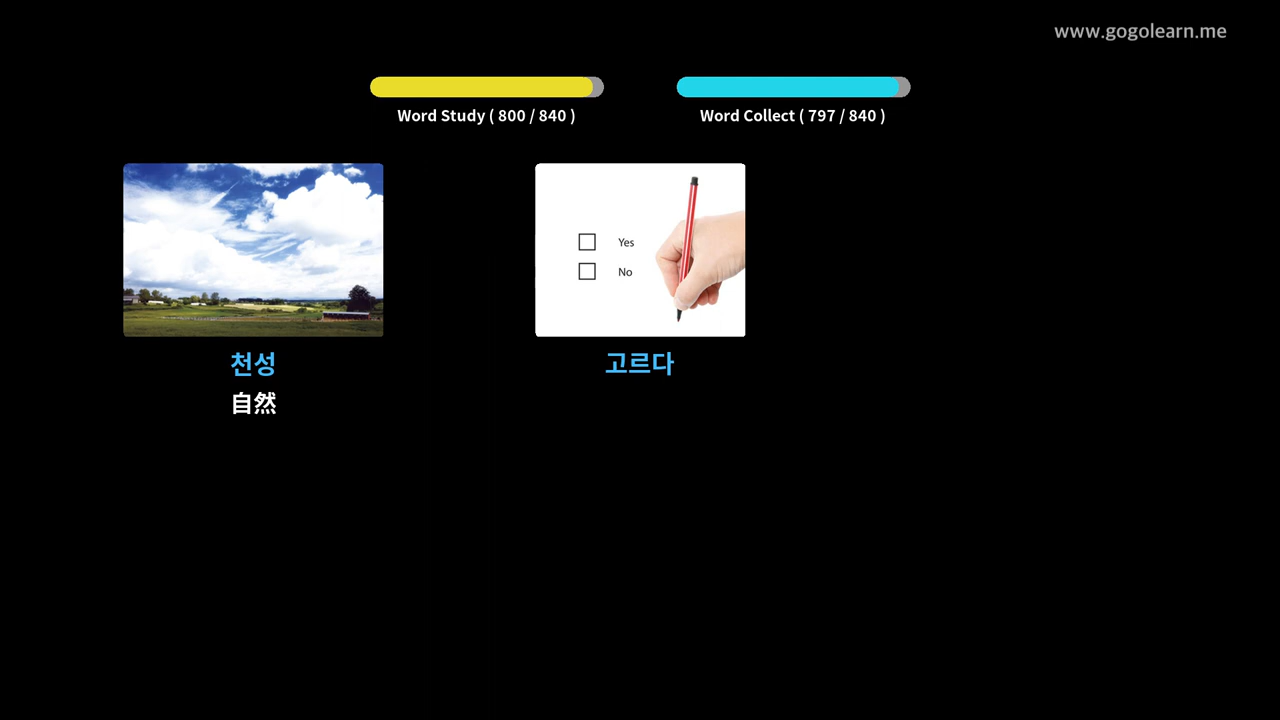 www.gogolearn.me
Word Study ( 800 / 840 )
Word Collect ( 797 / 840 )
Yes
No
천성
自然
고르다